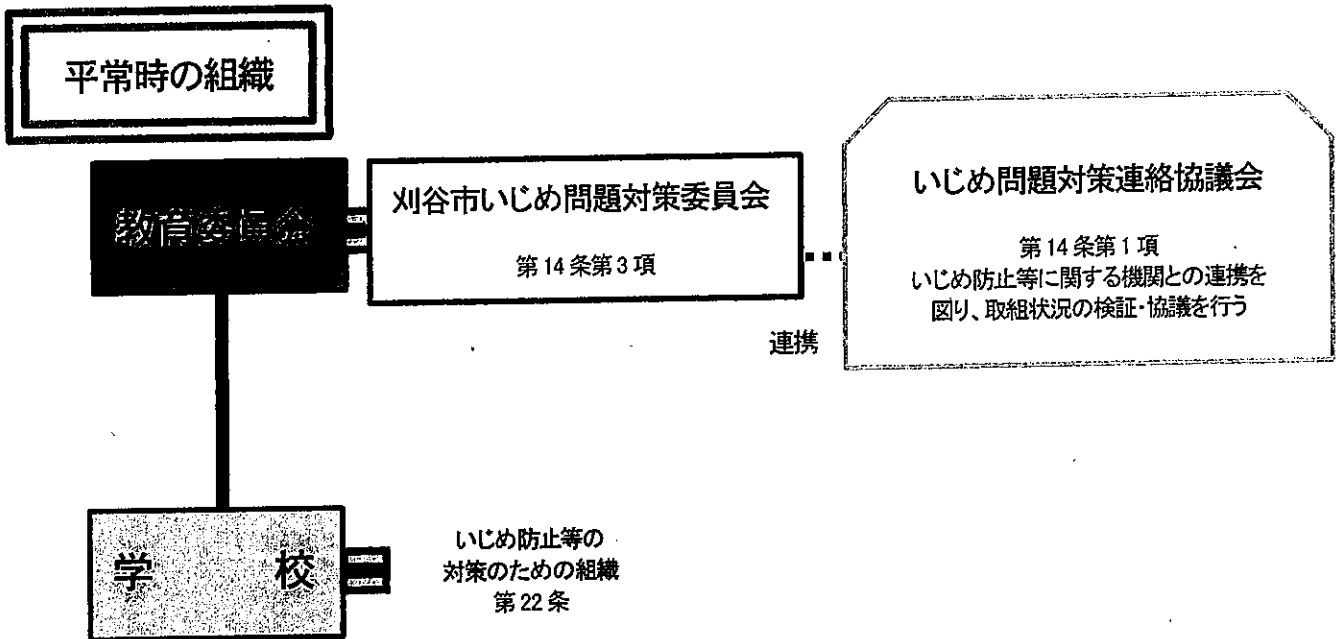 平常時の組織
教育委員会
刈谷市いじめ問題対策委員会
第14条第3項
いじめ問題対策連絡協議会
第14条第1項
いじめ防止等に関する機関との連携を
図り、取組状況の検証・協議を行う
連携
学 校
いじめ防止等の
対策のための組織
第22条